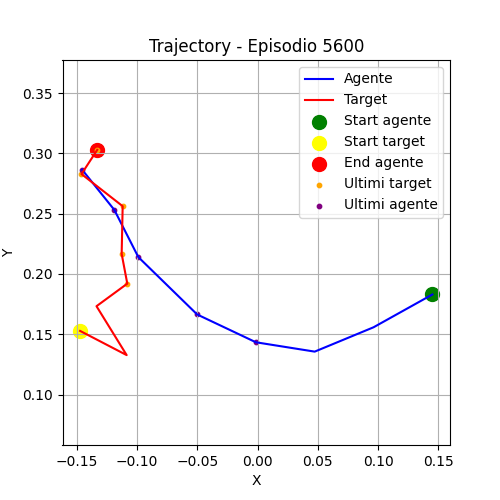 Trajectory - Episodio 5600
Agente
Target
Start agente
Start target
End agente
Ultimi target
Ultimi agente
Y
0.35
0.30
0.25
0.20
0.15
0.10
−0.15 −0.10 −0.05 0.00 0.05 0.10 0.15
X